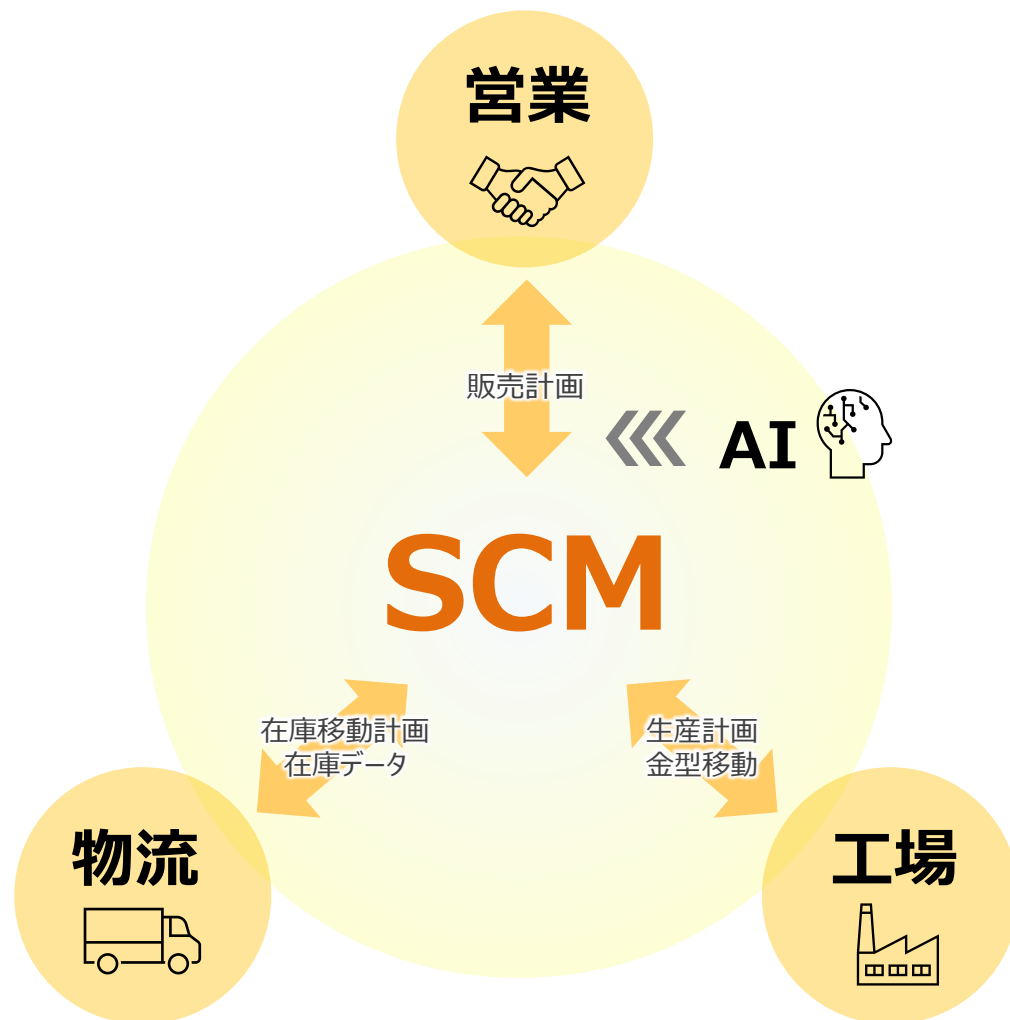 営業
販売計画
AI
SCM
在庫移動計画
在庫データ
生産計画
金型移動
物流
工場